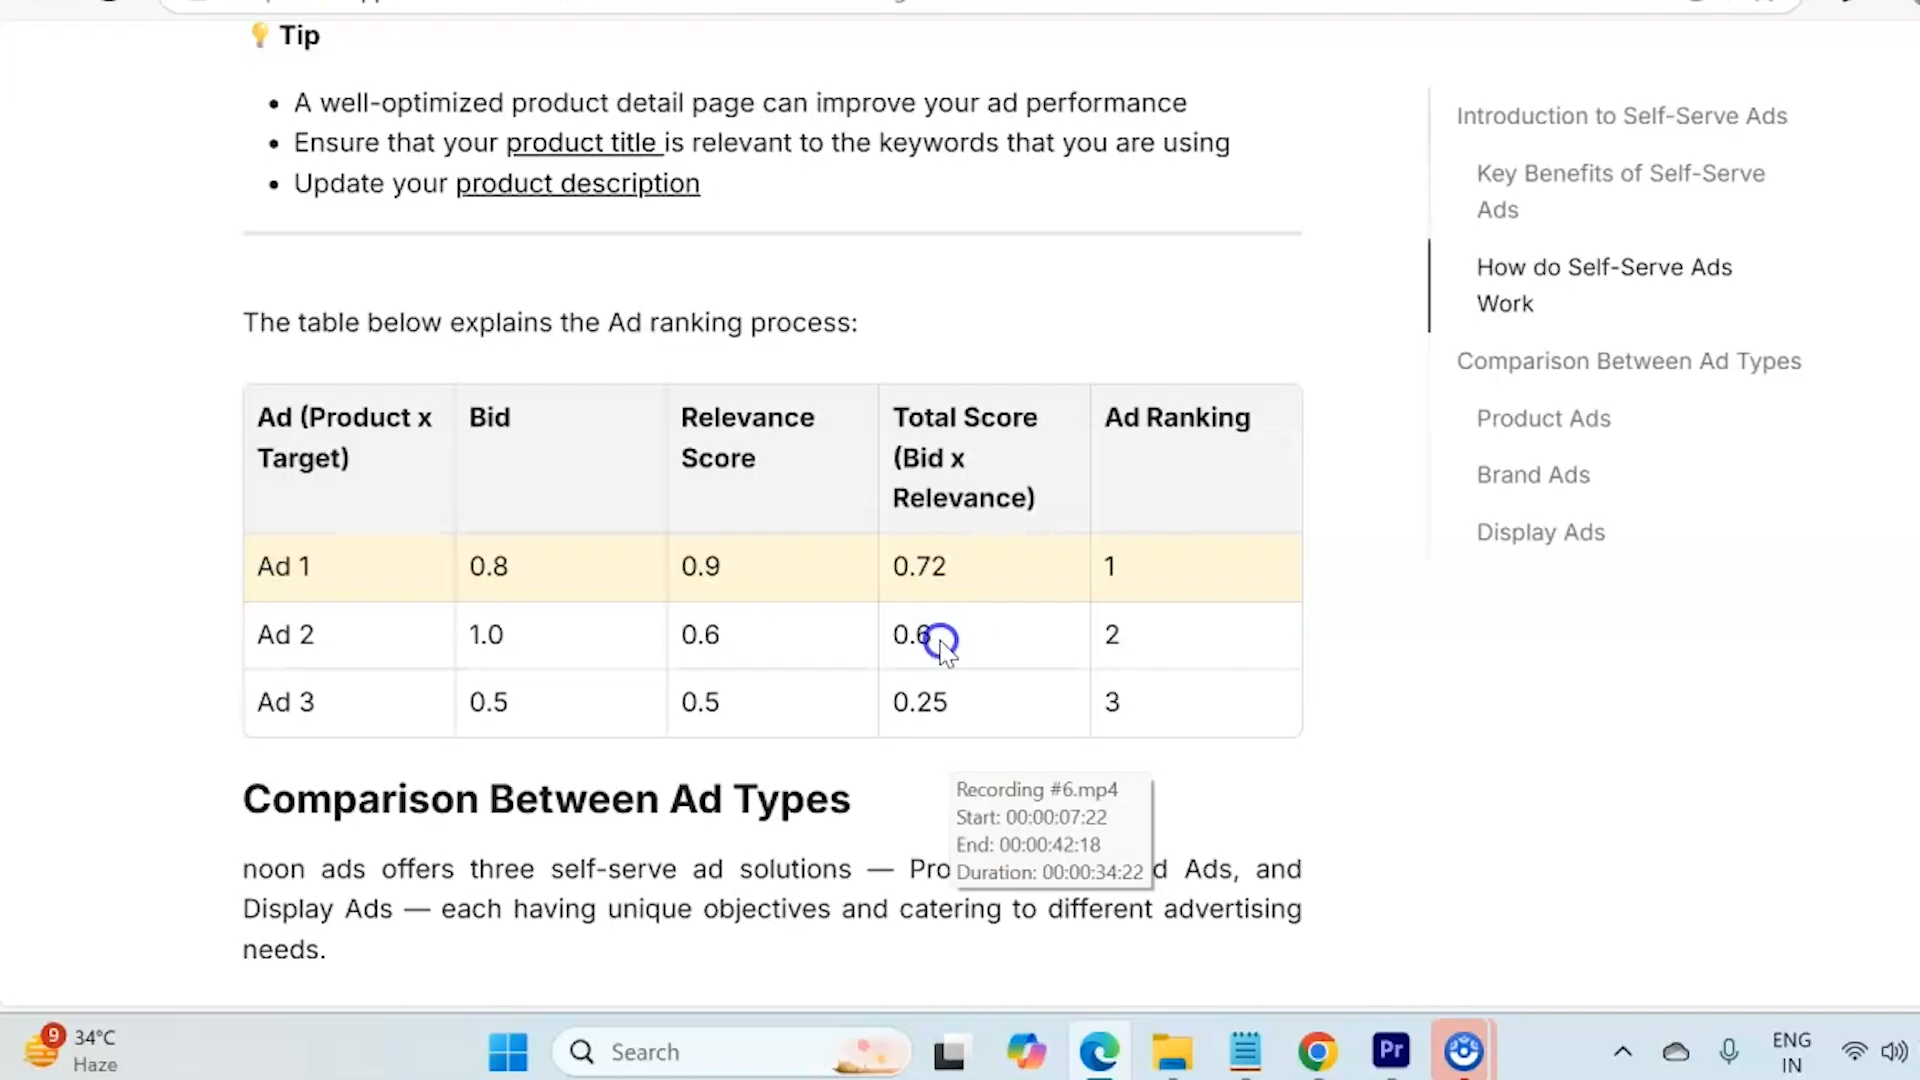 💡 Tip
• A well-optimized product detail page can improve your ad performance
• Ensure that your product title is relevant to the keywords that you are using
• Update your product description
The table below explains the Ad ranking process:
Ad (Product x Target) Bid Relevance Score Total Score (Bid x Relevance) Ad Ranking
Ad 1 0.8 0.9 0.72 1
Ad 2 1.0 0.6 0.6 2
Ad 3 0.5 0.5 0.25 3
Comparison Between Ad Types
noon ads offers three self-serve ad solutions — Pro d Ads, and
Display Ads — each having unique objectives and catering to different advertising
needs.
Recording #6.mp4
Start: 00:00:07:22
End: 00:00:42:18
Duration: 00:00:34:22
Introduction to Self-Serve Ads
Key Benefits of Self-Serve
Ads
How do Self-Serve Ads
Work
Comparison Between Ad Types
Product Ads
Brand Ads
Display Ads
9
34°C
Haze
Search
Pr
ENG
IN